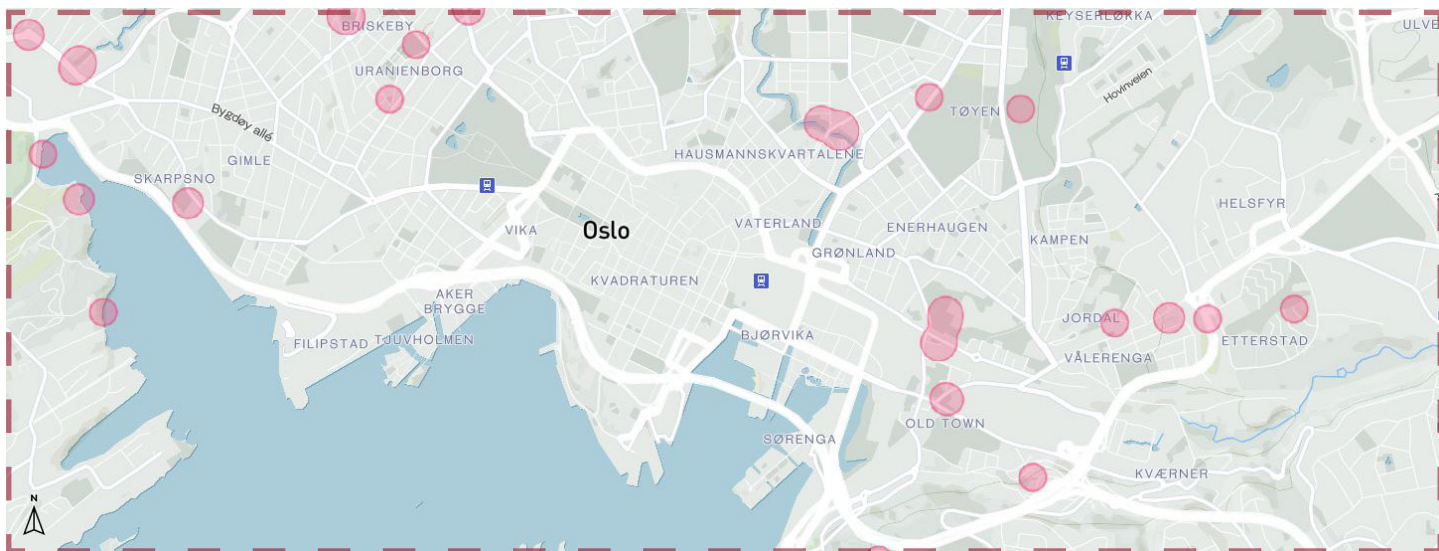 KEYSERLØKKA
BRISKEBY
URANIENBORG
Hovinveien
Bygdøy allé
TØYEN
GIMLE
HAUSMANNSKVARTALENE
SKARPSNO
HELSFYR
VIKA
Oslo
VATERLAND
ENERHAUGEN
KAMPEN
GRØNLAND
KVADRATUREN
AKER
BRYGGE
JORDAL
FILIPSTAD
TJUVHOLMEN
BJØRVIKA
ETTERSTAD
VÅLERENGA
OLD TOWN
SØRENGA
KVÆRNER
N